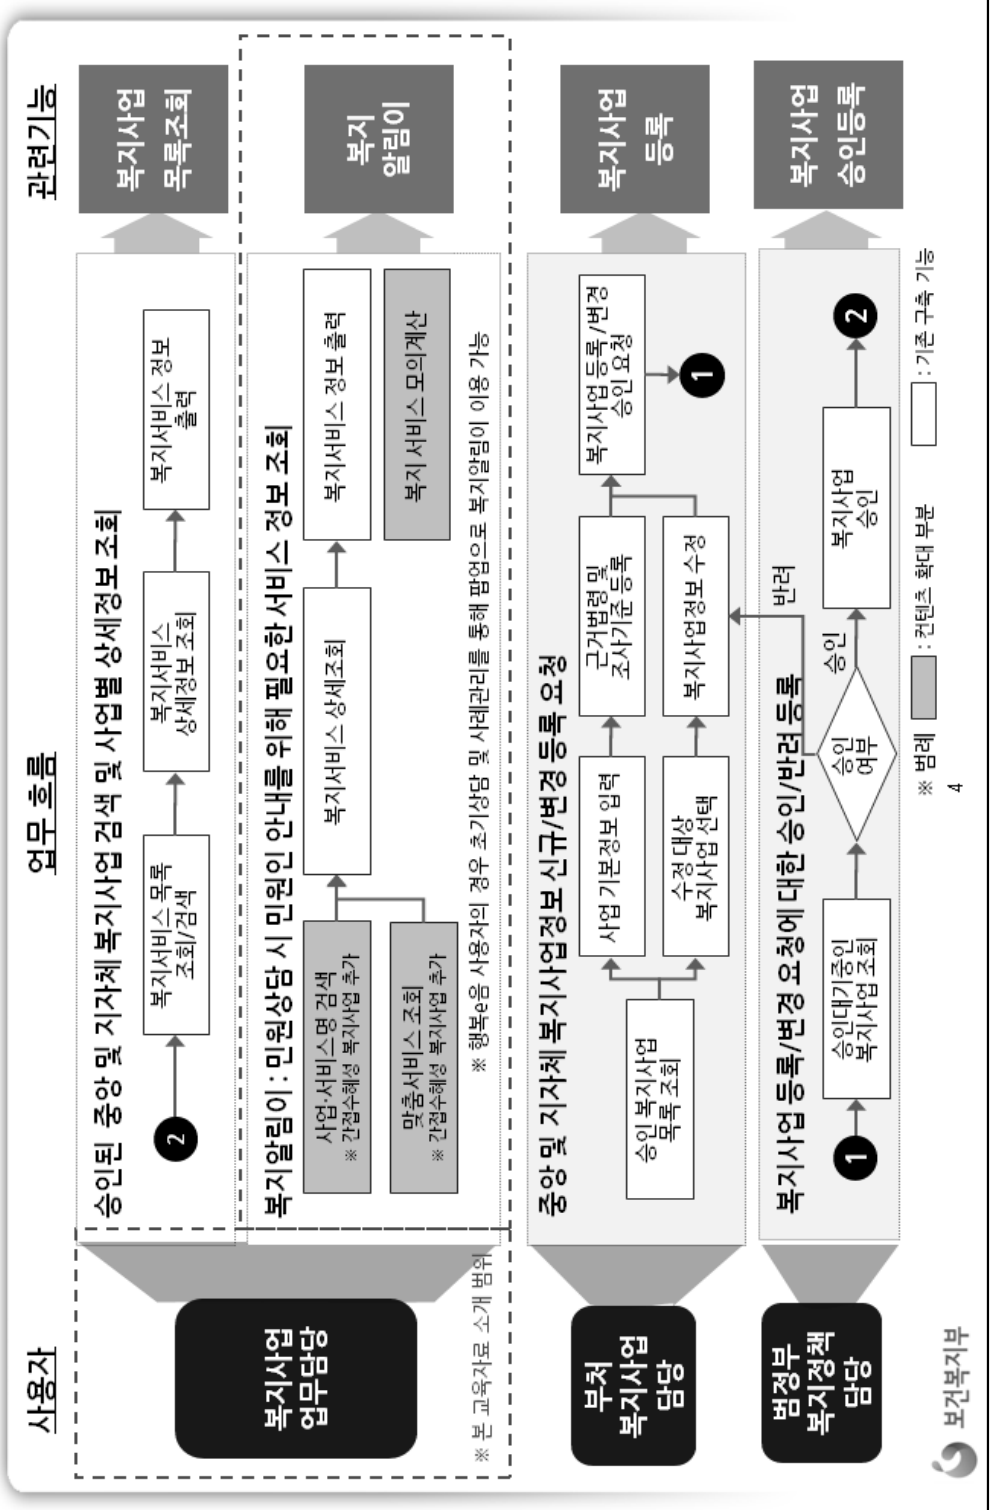 사용자
업무 흐름
관련기능
복지사업
업무담당
※ 본 교육자료 소개 범위
승인된 중앙 및 지자체 복지사업 검색 및 사업별 상세정보 조회
2
복지서비스 목록
조회/검색
복지서비스
상세정보 조회
복지서비스 정보
출력
복지사업
목록조회
복지알림이 : 민원상담 시 민원인 안내를 위해 필요한 서비스 정보 조회
사업·서비스명 검색
※ 간접수혜성 복지사업 추가
맞춤서비스 조회
※ 간접수혜성 복지사업 추가
복지서비스 상세조회
복지서비스 정보 출력
복지 서비스 모의계산
※ 행복e음 사용자의 경우 초기상담 및 사례관리를 통해 팝업으로 복지알림이 이용 가능
복지
알림이
부처
복지사업
담당
중앙 및 지자체 복지사업정보 신규/변경 등록 요청
승인 복지사업
목록 조회
사업 기본정보 입력
수정 대상
복지사업 선택
근거법령 및
조사기준 등록
복지사업정보 수정
복지사업 등록/변경
승인 요청
1
복지사업
등록
범정부
복지정책
담당
복지사업 등록/변경 요청에 대한 승인/반려 등록
1
승인대기중인
복지사업 조회
승인
여부
승인
반려
복지사업
승인
2
복지사업
승인등록
※ 범례
: 컨텐츠 확대 부분
: 기존 구축 기능
4
보건복지부